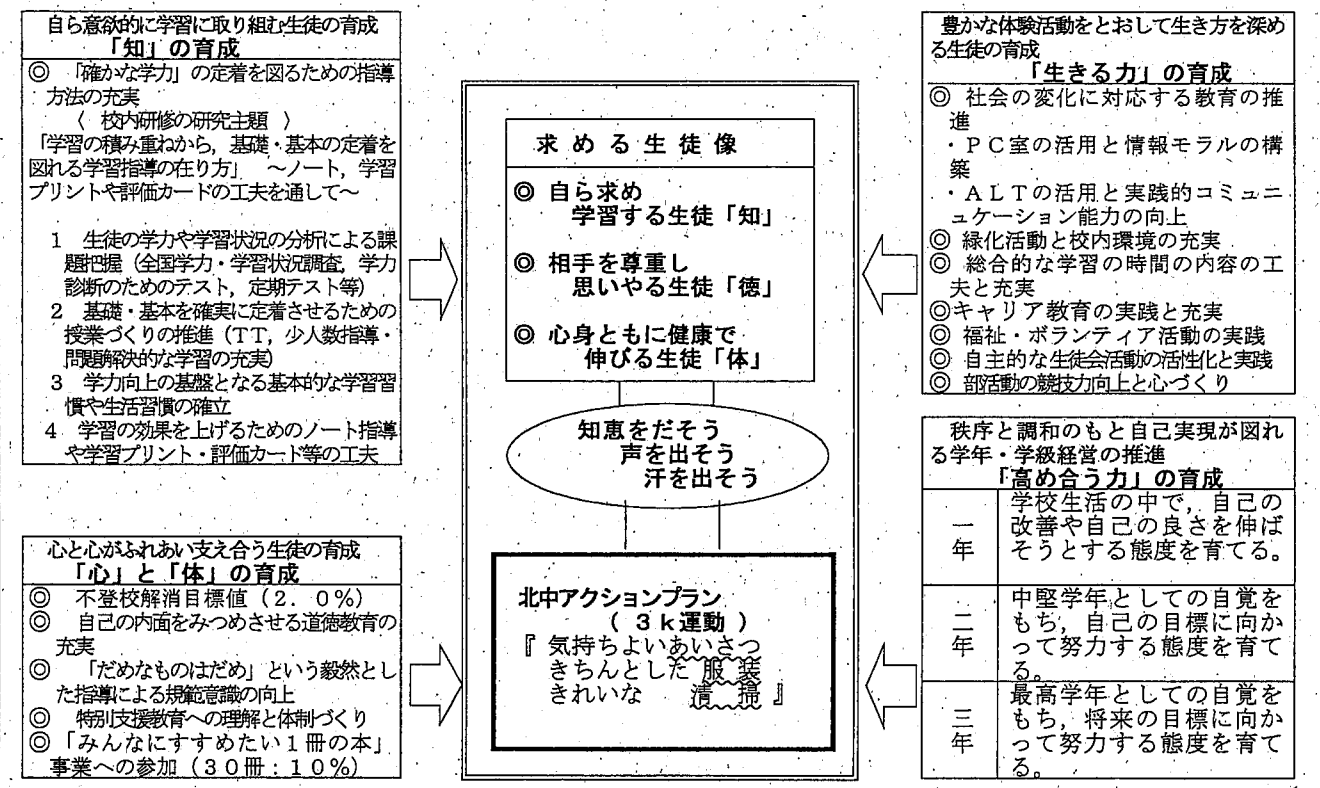 自ら意欲的に学習に取り組む生徒の育成
「知」の育成
◎　「確かな学力」の定着を図るための指導
方法の充実
〈　校内研修の研究主題　〉
「学習の積み重ねから，基礎・基本の定着を
図れる学習指導の在り方」　～ノート，学習
プリントや評価カードの工夫を通して～
1　生徒の学力や学習状況の分析による課
題把握（全国学力・学習状況調査，学力
診断のためのテスト，定期テスト等）
2　基礎・基本を確実に定着させるための
授業づくりの推進（TT，少人数指導・
問題解決的な学習の充実）
3　学力向上の基盤となる基本的な学習習
慣や生活習慣の確立
4　学習の効果を上げるためのノート指導
や学習プリント・評価カード等の工夫
心と心がふれあい支え合う生徒の育成
「心」と「体」の育成
◎　不登校解消目標値（２．０％）
◎　自己の内面をみつめさせる道徳教育の
充実
◎　「だめなものはだめ」という毅然とし
た指導による規範意識の向上
◎　特別支援教育への理解と体制づくり
◎「みんなにすすめたい１冊の本」
事業への参加（３０冊：１０％）
求める生徒像
◎　自ら求め
学習する生徒「知」
◎　相手を尊重し
思いやる生徒「徳」
◎　心身ともに健康で
伸びる生徒「体」
知恵をだそう
声を出そう
汗を出そう
北中アクションプラン
（３ｋ運動）
『　気持ちよいあいさつ
きちんとした　服　装
きれいな　清　掃　』
豊かな体験活動をとおして生き方を深め
る生徒の育成
「生きる力」の育成
◎　社会の変化に対応する教育の推
進
・ＰＣ室の活用と情報モラルの構
築
・ＡＬＴの活用と実践的コミュニ
ュケーション能力の向上
◎　緑化活動と校内環境の充実
◎　総合的な学習の時間の内容の工
夫と充実
◎キャリア教育の実践と充実
◎　福祉・ボランティア活動の実践
◎　自主的な生徒会活動の活性化と実践
◎　部活動の競技力向上と心づくり
秩序と調和のもと自己実現が図れ
る学年・学級経営の推進
「高め合う力」の育成
一年
学校生活の中で，自己の
改善や自己の良さを伸ば
そうとする態度を育てる。
二年
中堅学年としての自覚を
もち，自己の目標に向か
って努力する態度を育て
る。
三年
最高学年としての自覚を
もち，将来の目標に向か
って努力する態度を育て
る。